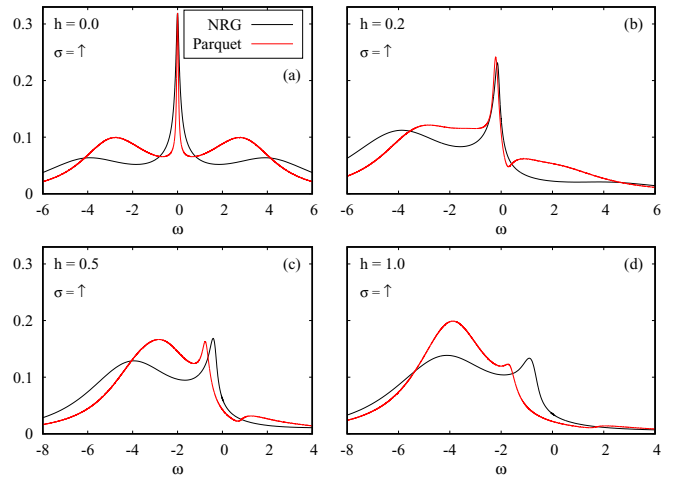 0.3
0.2
0.1
0
h = 0.0
σ = ↑
NRG
Parquet
(a)
-6 -4 -2 0 2 4 6
ω
h = 0.2
σ = ↑
(b)
-6 -4 -2 0 2 4 6
ω
0.3
0.2
0.1
0
h = 0.5
σ = ↑
(c)
-8 -6 -4 -2 0 2 4
ω
h = 1.0
σ = ↑
(d)
-8 -6 -4 -2 0 2 4
ω